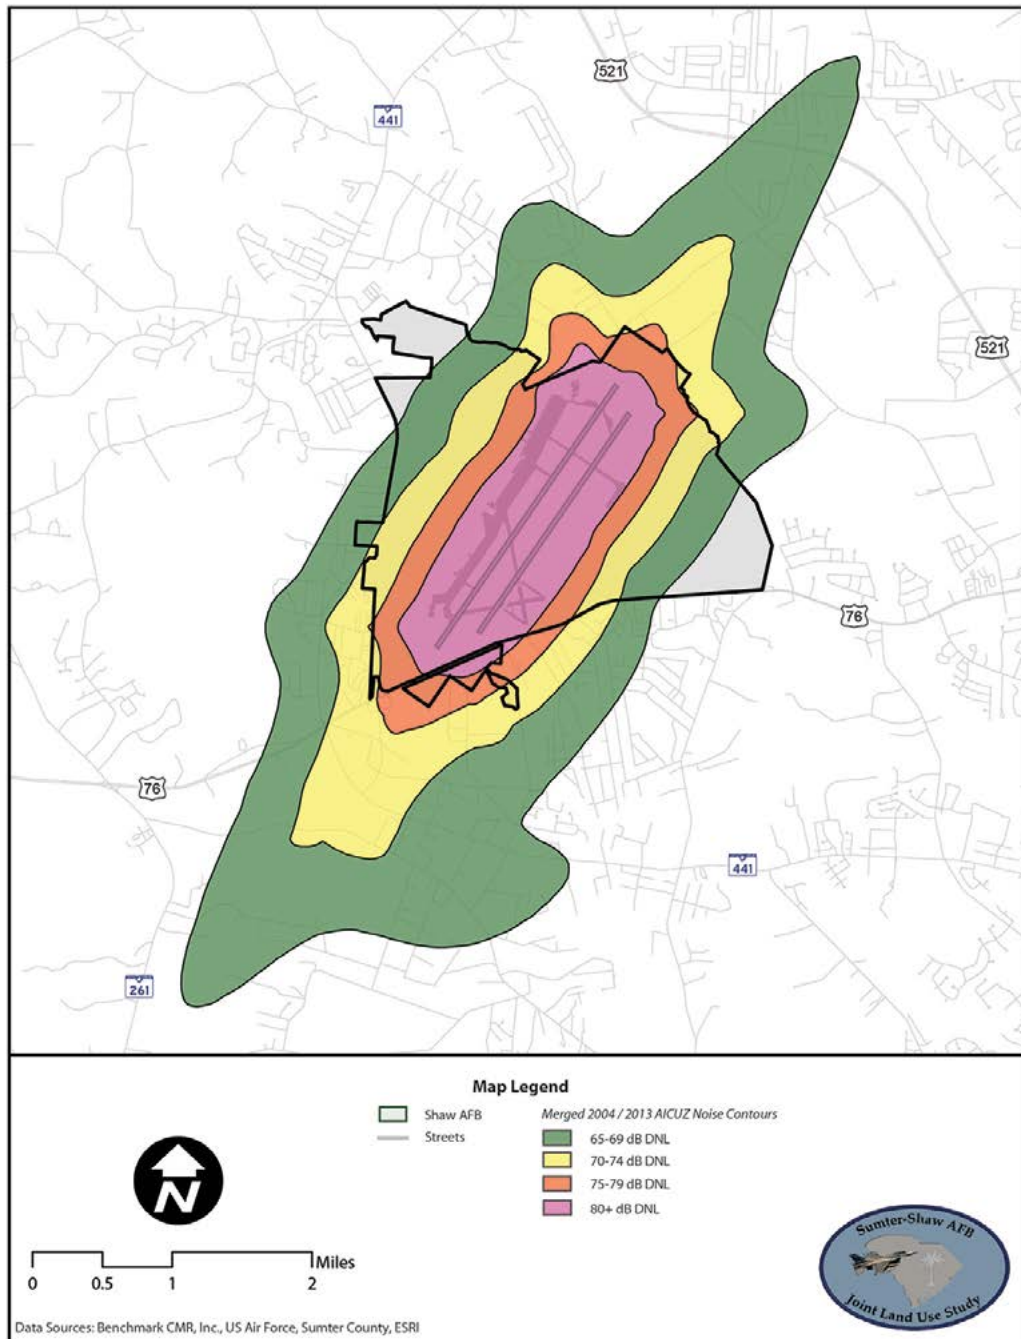 521
441
521
76
76
441
261
Map Legend
Shaw AFB
Streets
Merged 2004 / 2013 AICUZ Noise Contours
65-69 dB DNL
70-74 dB DNL
75-79 dB DNL
80+ dB DNL
N
Miles
0 0.5 1 2
Sumter-Shaw AFB
Joint Land Use Study
Data Sources: Benchmark CMR, Inc., US Air Force, Sumter County, ESRI